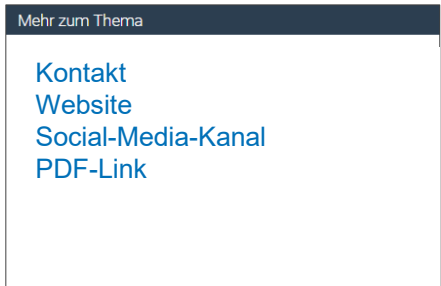 Mehr zum Thema
Kontakt
Website
Social-Media-Kanal
PDF-Link